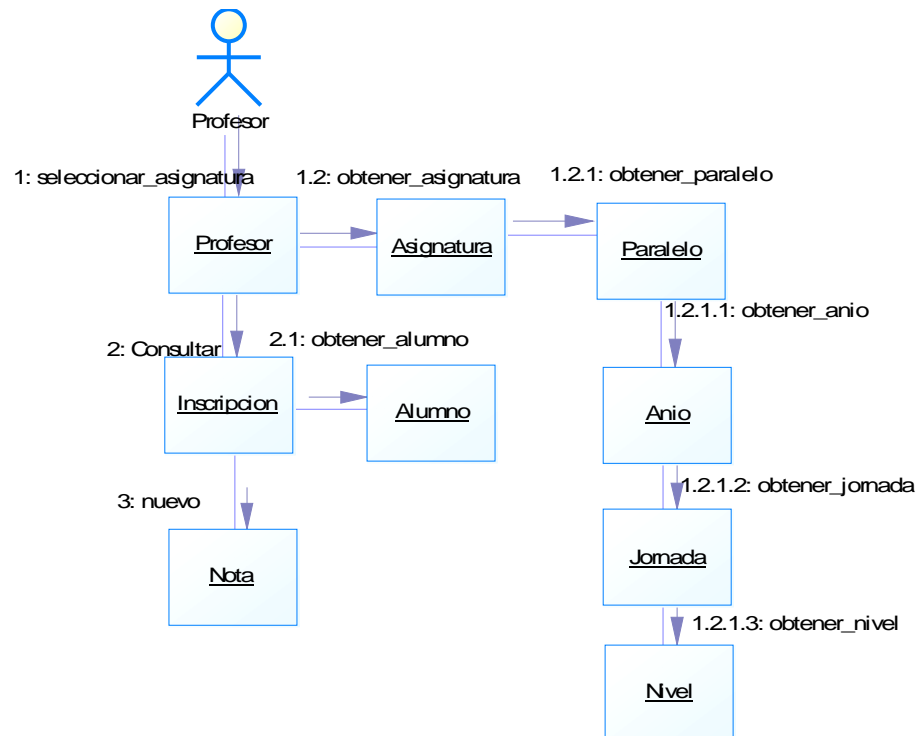 Profesor
1: seleccionar_asignatura
1.2: obtener_asignatura
1.2.1: obtener_paralelo
Profesor
Asignatura
Paralelo
1.2.1.1: obtener_anio
2: Consultar
2.1: obtener_alumno
Inscripcion
Alumno
Anio
1.2.1.2: obtener_jornada
3: nuevo
Nota
Jornada
1.2.1.3: obtener_nivel
Nivel